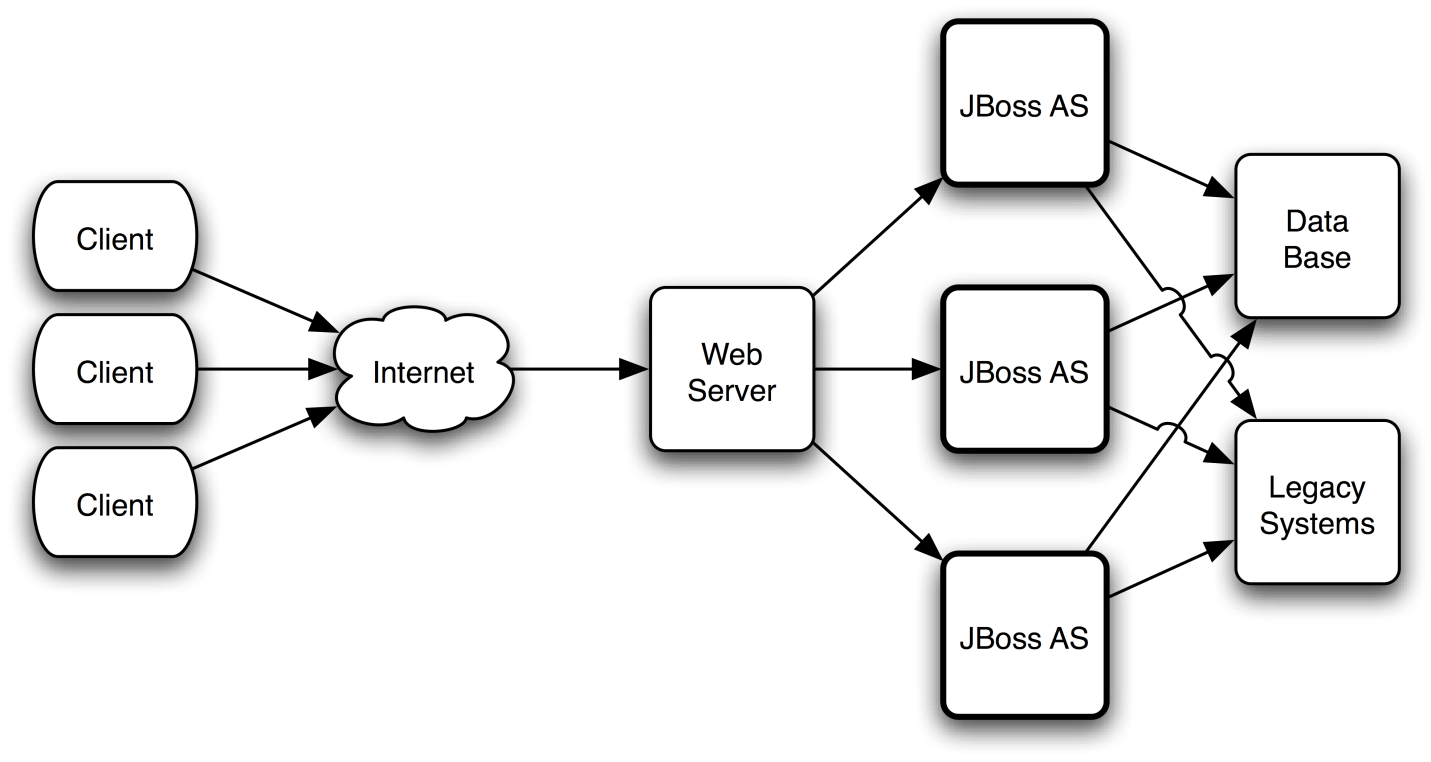 Client
Client
Client
Internet
Web
Server
JBoss AS
JBoss AS
JBoss AS
Data
Base
Legacy
Systems